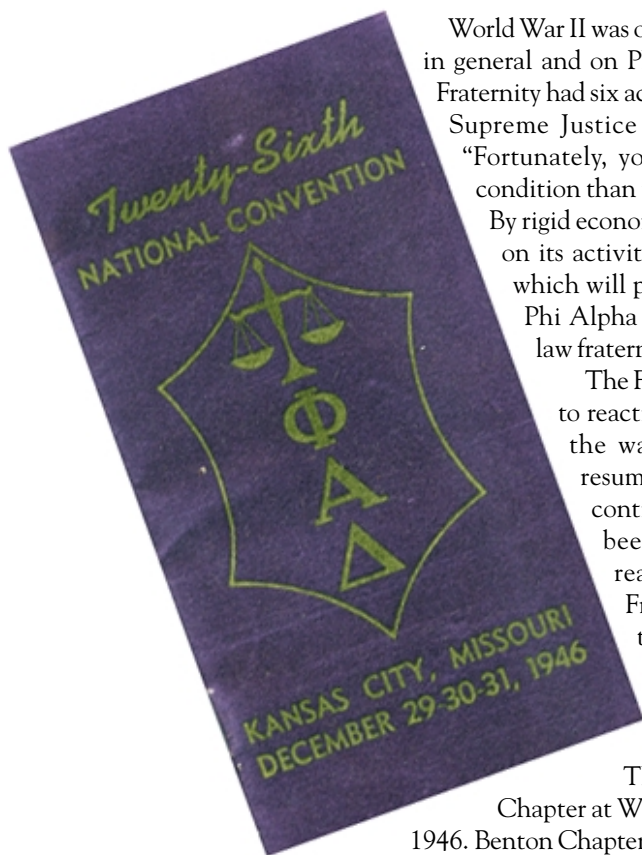 Twenty-Sixth
NATIONAL CONVENTION
Φ
Α
Δ
KANSAS CITY, MISSOURI
DECEMBER 29-30-31, 1946
World War II was o
in general and on P
Fraternity had six ac
Supreme Justice
“Fortunately, yo
condition than
By rigid econo
on its activit
which will p
Phi Alpha
law fratern
The F
to react
the wa
resum
cont
bee
rea
Fr
t
T
Chapter at W
1946. Benton Chapter